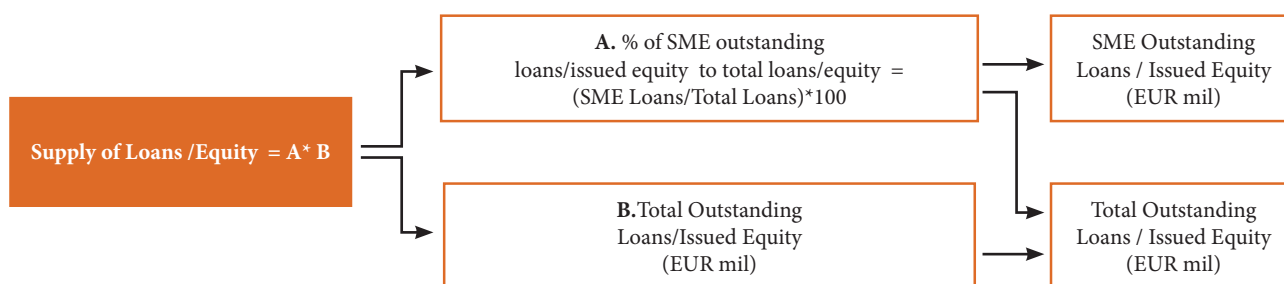 Supply of Loans /Equity = A* B
A. % of SME outstanding
loans/issued equity to total loans/equity =
(SME Loans/Total Loans)*100
SME Outstanding
Loans / Issued Equity
(EUR mil)
B.Total Outstanding
Loans/Issued Equity
(EUR mil)
Total Outstanding
Loans / Issued Equity
(EUR mil)